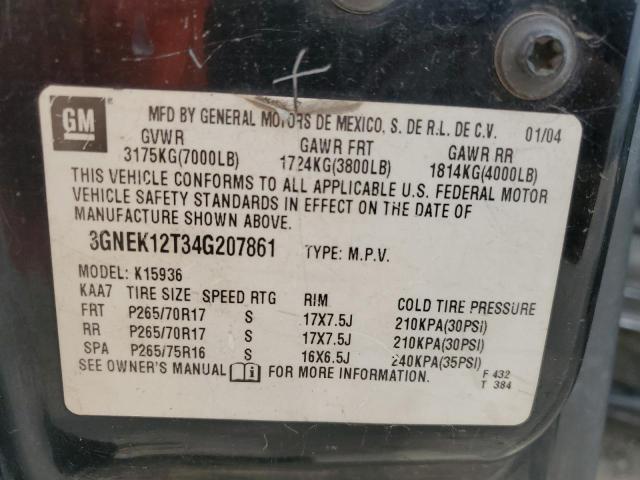 GM
MFD BY GENERAL MOTORS DE MEXICO, S. DE R.L. DE C.V. 01/04
GVWR GAWR FRT GAWR RR
3175KG(7000LB) 1724KG(3800LB) 1814KG(4000LB)
THIS VEHICLE CONFORMS TO ALL APPLICABLE U.S. FEDERAL MOTOR
VEHICLE SAFETY STANDARDS IN EFFECT ON THE DATE OF
MANUFACTURE SHOWN ABOVE.
3GNEK12T34G207861 TYPE: M.P.V.
MODEL: K15936
KAA7 TIRE SIZE SPEED RTG RIM COLD TIRE PRESSURE
FRT P265/70R17 S 17X7.5J 210KPA(30PSI)
RR P265/70R17 S 17X7.5J 210KPA(30PSI)
SPA P265/75R16 S 16X6.5J 240KPA(35PSI)
SEE OWNER'S MANUAL FOR MORE INFORMATION. F 432
T 384